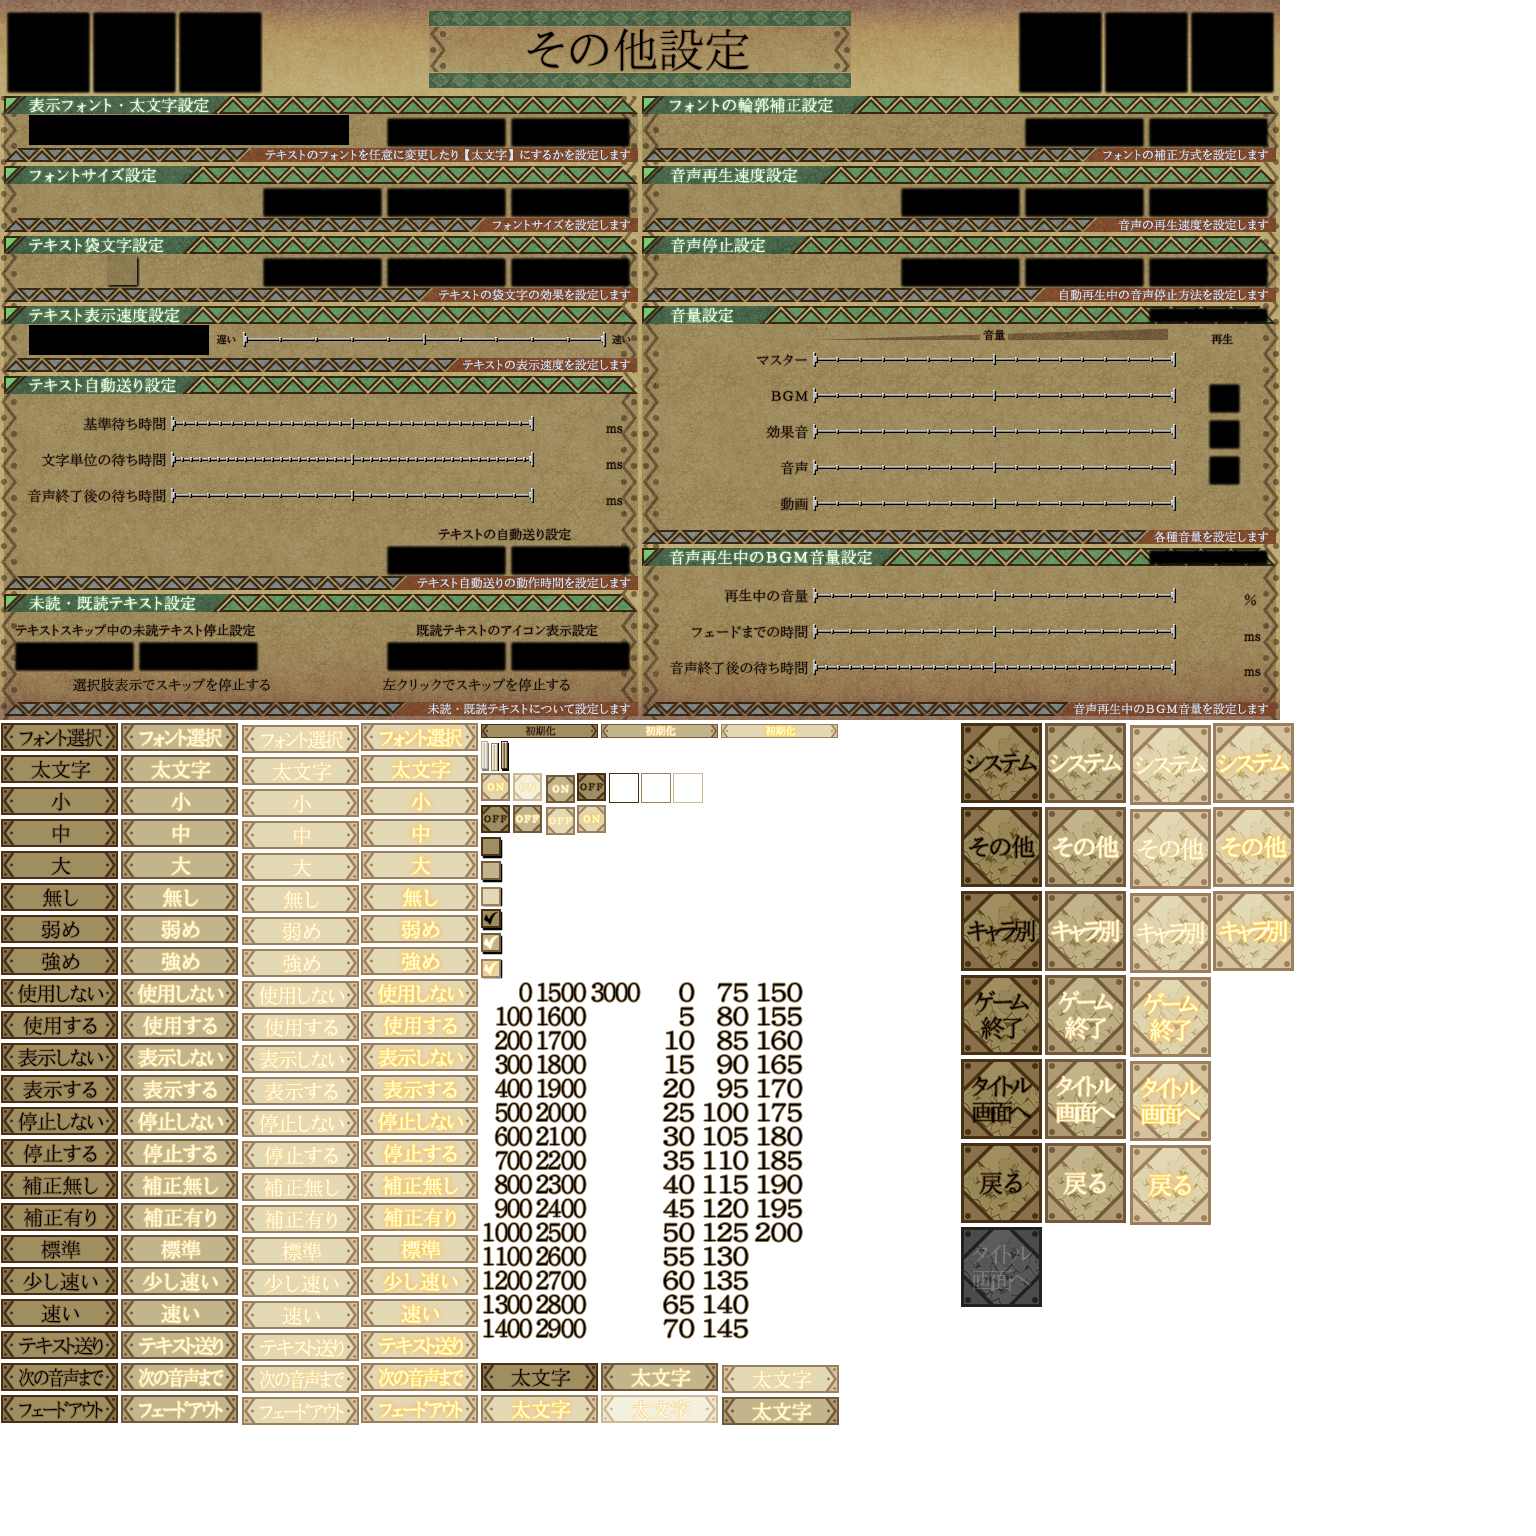 その他設定
表示フォント・太文字設定
テキストのフォントを任意に変更したり【太文字】にするかを設定します
フォントサイズ設定
フォントサイズを設定します
テキスト袋文字設定
テキストの袋文字の効果を設定します
テキスト表示速度設定
遅い 速い
テキストの表示速度を設定します
テキスト自動送り設定
基準待ち時間 ms
文字単位の待ち時間 ms
音声終了後の待ち時間 ms
テキストの自動送り設定
テキスト自動送りの動作時間を設定します
未読・既読テキスト設定
テキストスキップ中の未読テキスト停止設定 既読テキストのアイコン表示設定
選択肢表示でスキップを停止する 左クリックでスキップを停止する
未読・既読テキストについて設定します
フォントの輪郭補正設定
フォントの補正方式を設定します
音声再生速度設定
音声の再生速度を設定します
音声停止設定
自動再生中の音声停止方法を設定します
音量設定
音量 再生
マスター
BGM
効果音
音声
動画
各種音量を設定します
音声再生中のBGM音量設定
再生中の音量 %
フェードまでの時間 ms
音声終了後の待ち時間 ms
音声再生中のBGM音量を設定します
フォント選択 フォント選択 フォント選択 フォント選択
太文字 太文字 太文字 太文字
小 小 小 小
中 中 中 中
大 大 大 大
無し 無し 無し 無し
弱め 弱め 弱め 弱め
強め 強め 強め 強め
使用しない 使用しない 使用しない 使用しない
使用する 使用する 使用する 使用する
表示しない 表示しない 表示しない 表示しない
表示する 表示する 表示する 表示する
停止しない 停止しない 停止しない 停止しない
停止する 停止する 停止する 停止する
補正無し 補正無し 補正無し 補正無し
補正有り 補正有り 補正有り 補正有り
標準 標準 標準 標準
少し速い 少し速い 少し速い 少し速い
速い 速い 速い 速い
テキスト送り テキスト送り テキスト送り テキスト送り
次の音声まで 次の音声まで 次の音声まで 次の音声まで
フェードアウト フェードアウト フェードアウト フェードアウト
初期化 初期化 初期化
ON ON ON OFF
OFF OFF OFF ON
0 1500 3000 0 75 150
100 1600 5 80 155
200 1700 10 85 160
300 1800 15 90 165
400 1900 20 95 170
500 2000 25 100 175
600 2100 30 105 180
700 2200 35 110 185
800 2300 40 115 190
900 2400 45 120 195
1000 2500 50 125 200
1100 2600 55 130
1200 2700 60 135
1300 2800 65 140
1400 2900 70 145
太文字 太文字 太文字
太文字 太文字 太文字
システム システム システム システム
その他 その他 その他 その他
キャラ別 キャラ別 キャラ別 キャラ別
ゲーム ゲーム ゲーム
終了 終了 終了
タイトル タイトル タイトル
画面へ 画面へ 画面へ
戻る 戻る 戻る
タイトル
画面へ